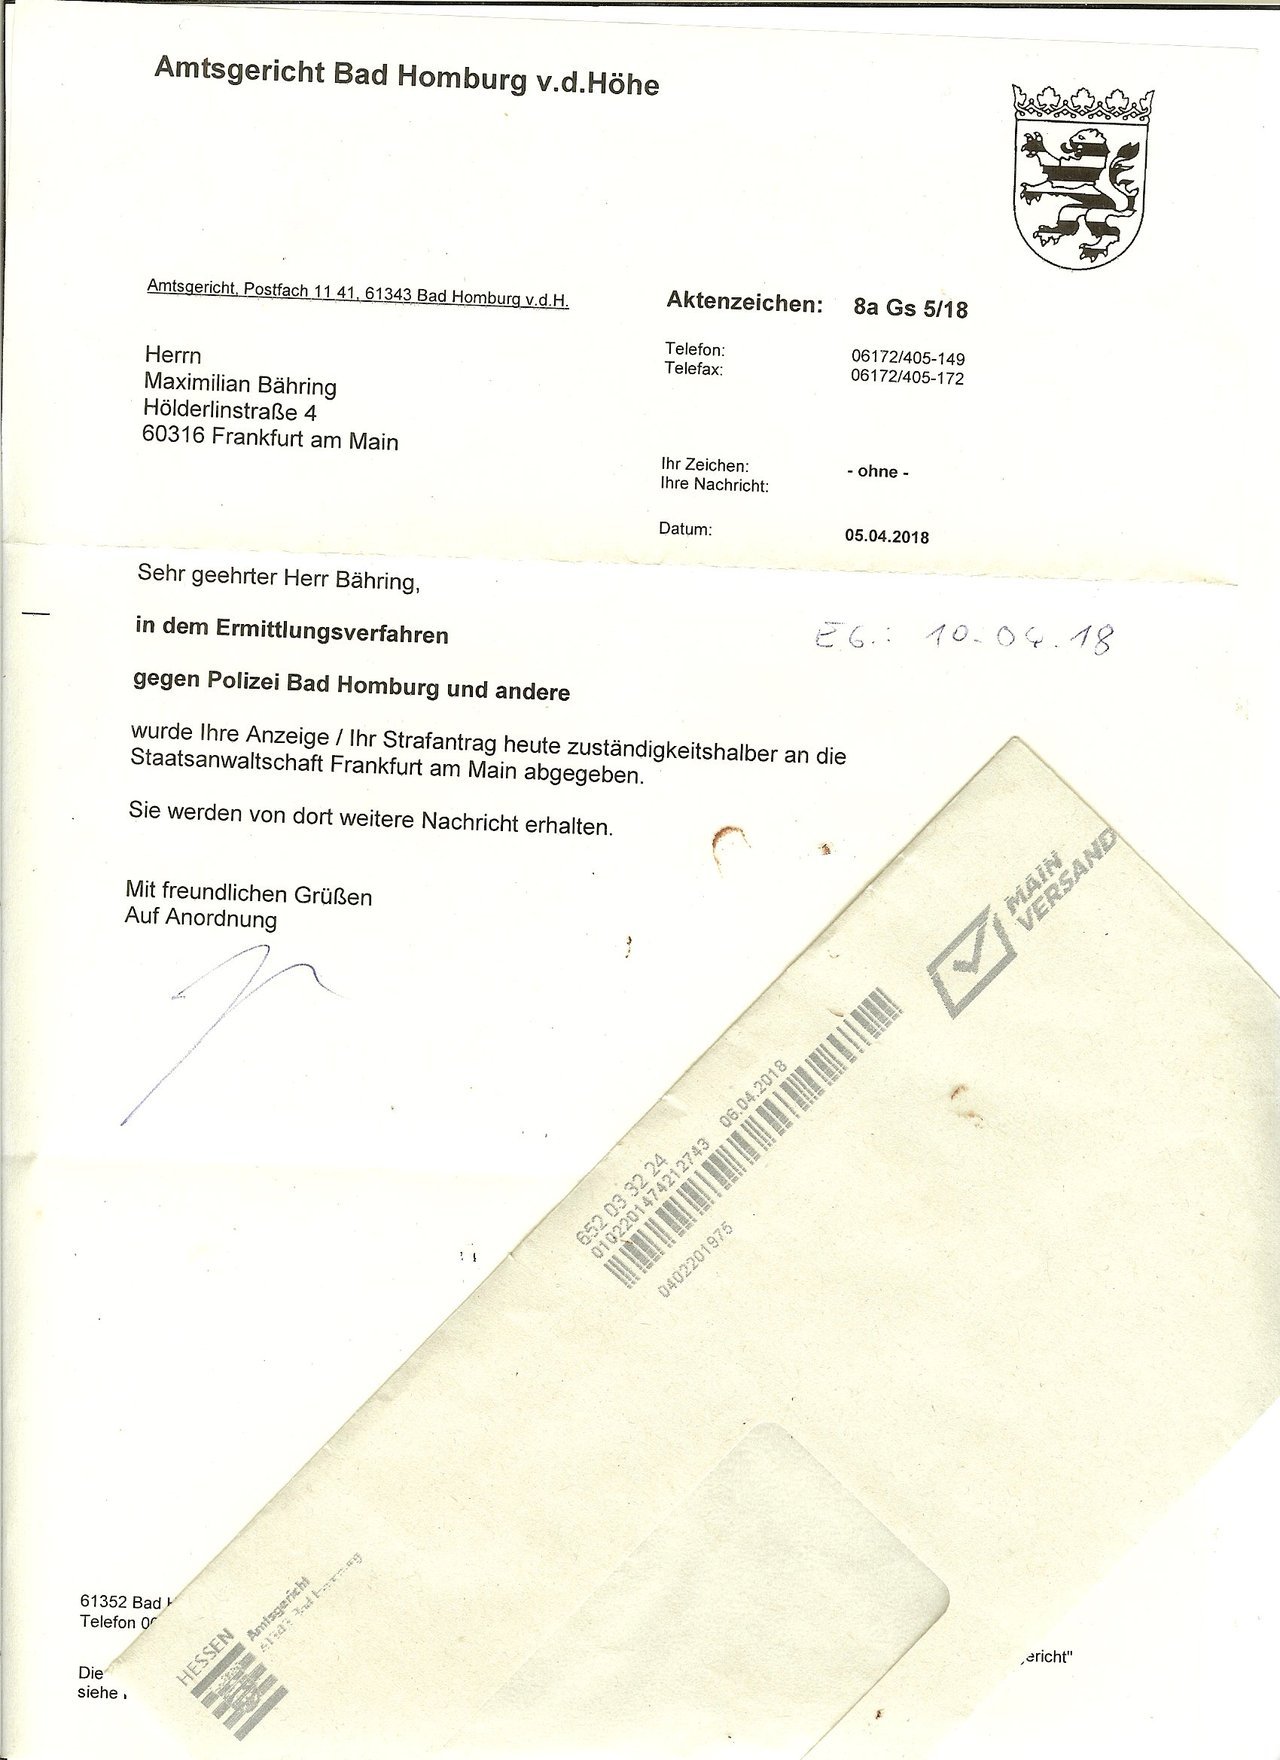 Amtsgericht Bad Homburg v.d.Höhe
Amtsgericht, Postfach 11 41, 61343 Bad Homburg v.d.H.
Aktenzeichen: 8a Gs 5/18
Telefon: 06172/405-149
Telefax: 06172/405-172
Herrn
Maximilian Bähring
Hölderlinstraße 4
60316 Frankfurt am Main
Ihr Zeichen: - ohne -
Ihre Nachricht:
Datum: 05.04.2018
Sehr geehrter Herr Bähring,
in dem Ermittlungsverfahren
EG.: 10.04.18
gegen Polizei Bad Homburg und andere
wurde Ihre Anzeige / Ihr Strafantrag heute zuständigkeitshalber an die
Staatsanwaltschaft Frankfurt am Main abgegeben.
Sie werden von dort weitere Nachricht erhalten.
Mit freundlichen Grüßen
Auf Anordnung
MAIN
VERSAND
652 03 32 24
0102201474212743 06.04.2018
0402201975
HESSEN
Amtsgericht
61352 Bad
Telefon
Die
siehe
ericht"